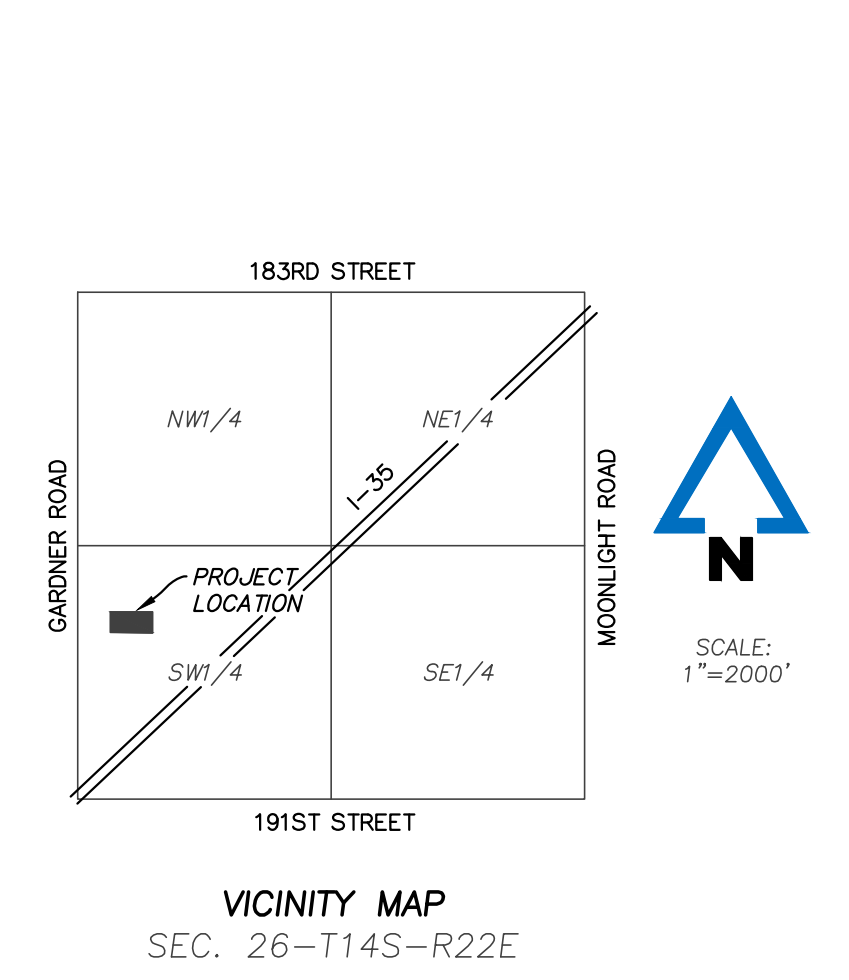 183RD STREET
NW1/4
NE1/4
I-35
GARDNER ROAD
MOONLIGHT ROAD
N
PROJECT
LOCATION
SCALE:
1"=2000'
SW1/4
SE1/4
191ST STREET
VICINITY MAP
SEC. 26-T14S-R22E